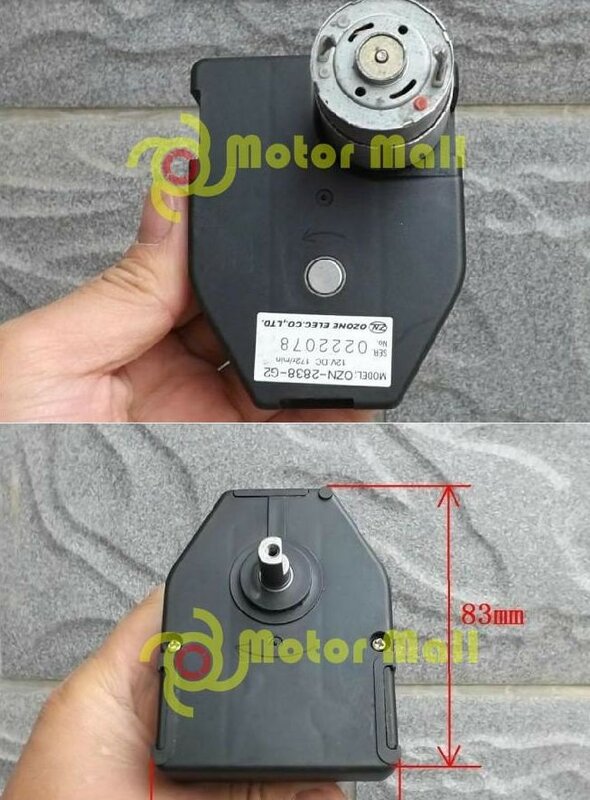 Motor Mall
MODEL.OZN-2838-G2
12V.DC 172r/min
SER. No 0222078
ZN OZONE ELEC.CO.,LTD.
83mm
Motor Mall